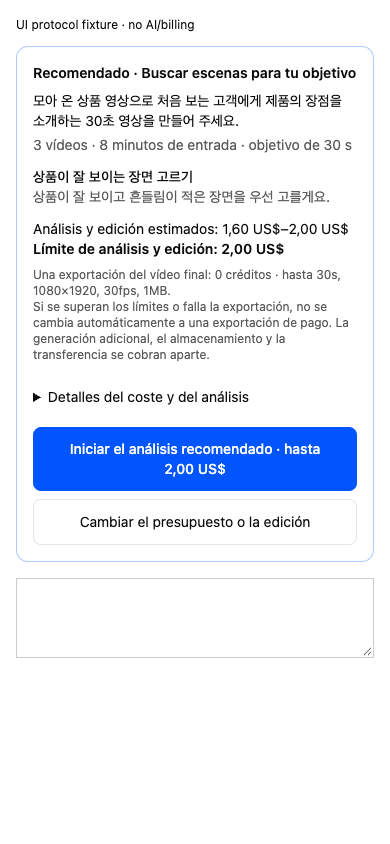 UI protocol fixture · no AI/billing
Recomendado · Buscar escenas para tu objetivo
모아 온 상품 영상으로 처음 보는 고객에게 제품의 장점을
소개하는 30초 영상을 만들어 주세요.
3 vídeos · 8 minutos de entrada · objetivo de 30 s
상품이 잘 보이는 장면 고르기
상품이 잘 보이고 흔들림이 적은 장면을 우선 고를게요.
Análisis y edición estimados: 1,60 US$–2,00 US$
Límite de análisis y edición: 2,00 US$
Una exportación del vídeo final: 0 créditos · hasta 30s,
1080×1920, 30fps, 1MB.
Si se superan los límites o falla la exportación, no se
cambia automáticamente a una exportación de pago. La
generación adicional, el almacenamiento y la
transferencia se cobran aparte.
Detalles del coste y del análisis
Iniciar el análisis recomendado · hasta
2,00 US$
Cambiar el presupuesto o la edición